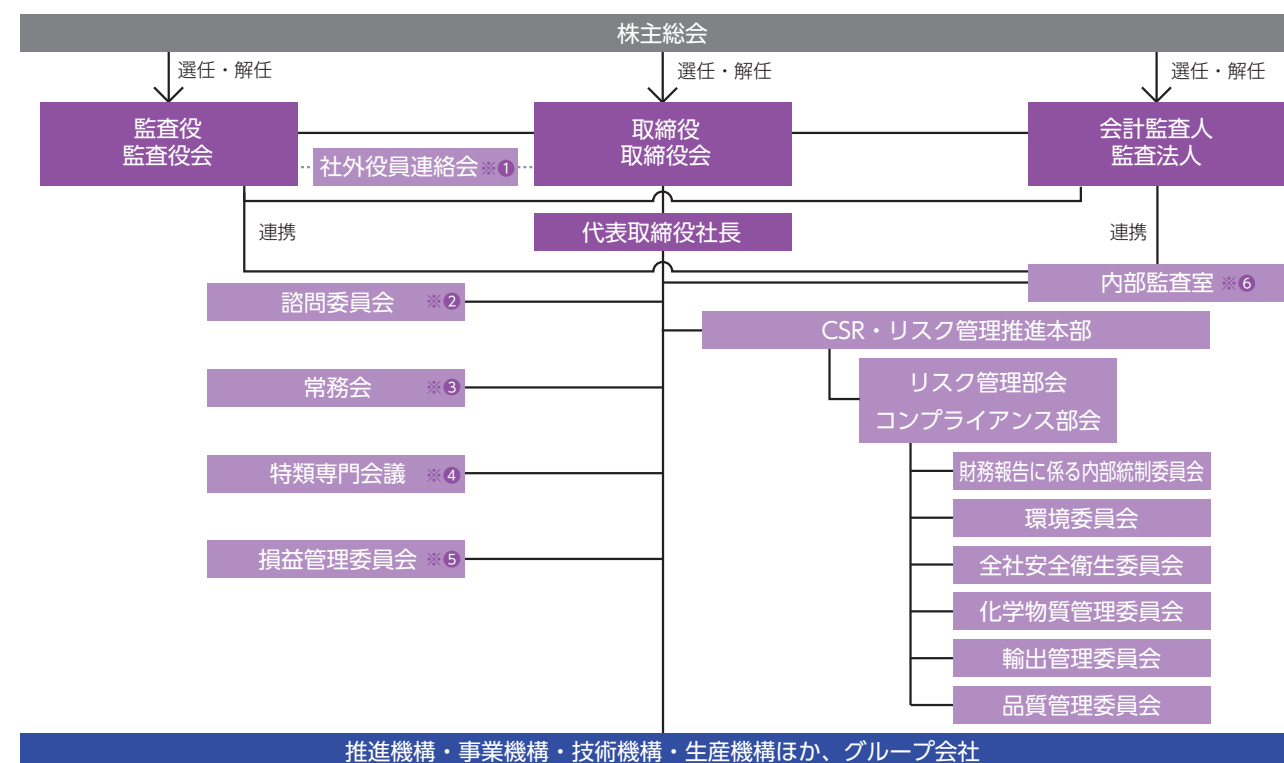 株主総会
選任・解任
選任・解任
選任・解任
監査役
監査役会
取締役
取締役会
会計監査人
監査法人
社外役員連絡会※❶
連携
代表取締役社長
連携
内部監査室※❻
諮問委員会 ※❷
CSR・リスク管理推進本部
常務会 ※❸
リスク管理部会
コンプライアンス部会
特類専門会議 ※❹
財務報告に係る内部統制委員会
環境委員会
損益管理委員会 ※❺
全社安全衛生委員会
化学物質管理委員会
輸出管理委員会
品質管理委員会
推進機構・事業機構・技術機構・生産機構ほか、グループ会社